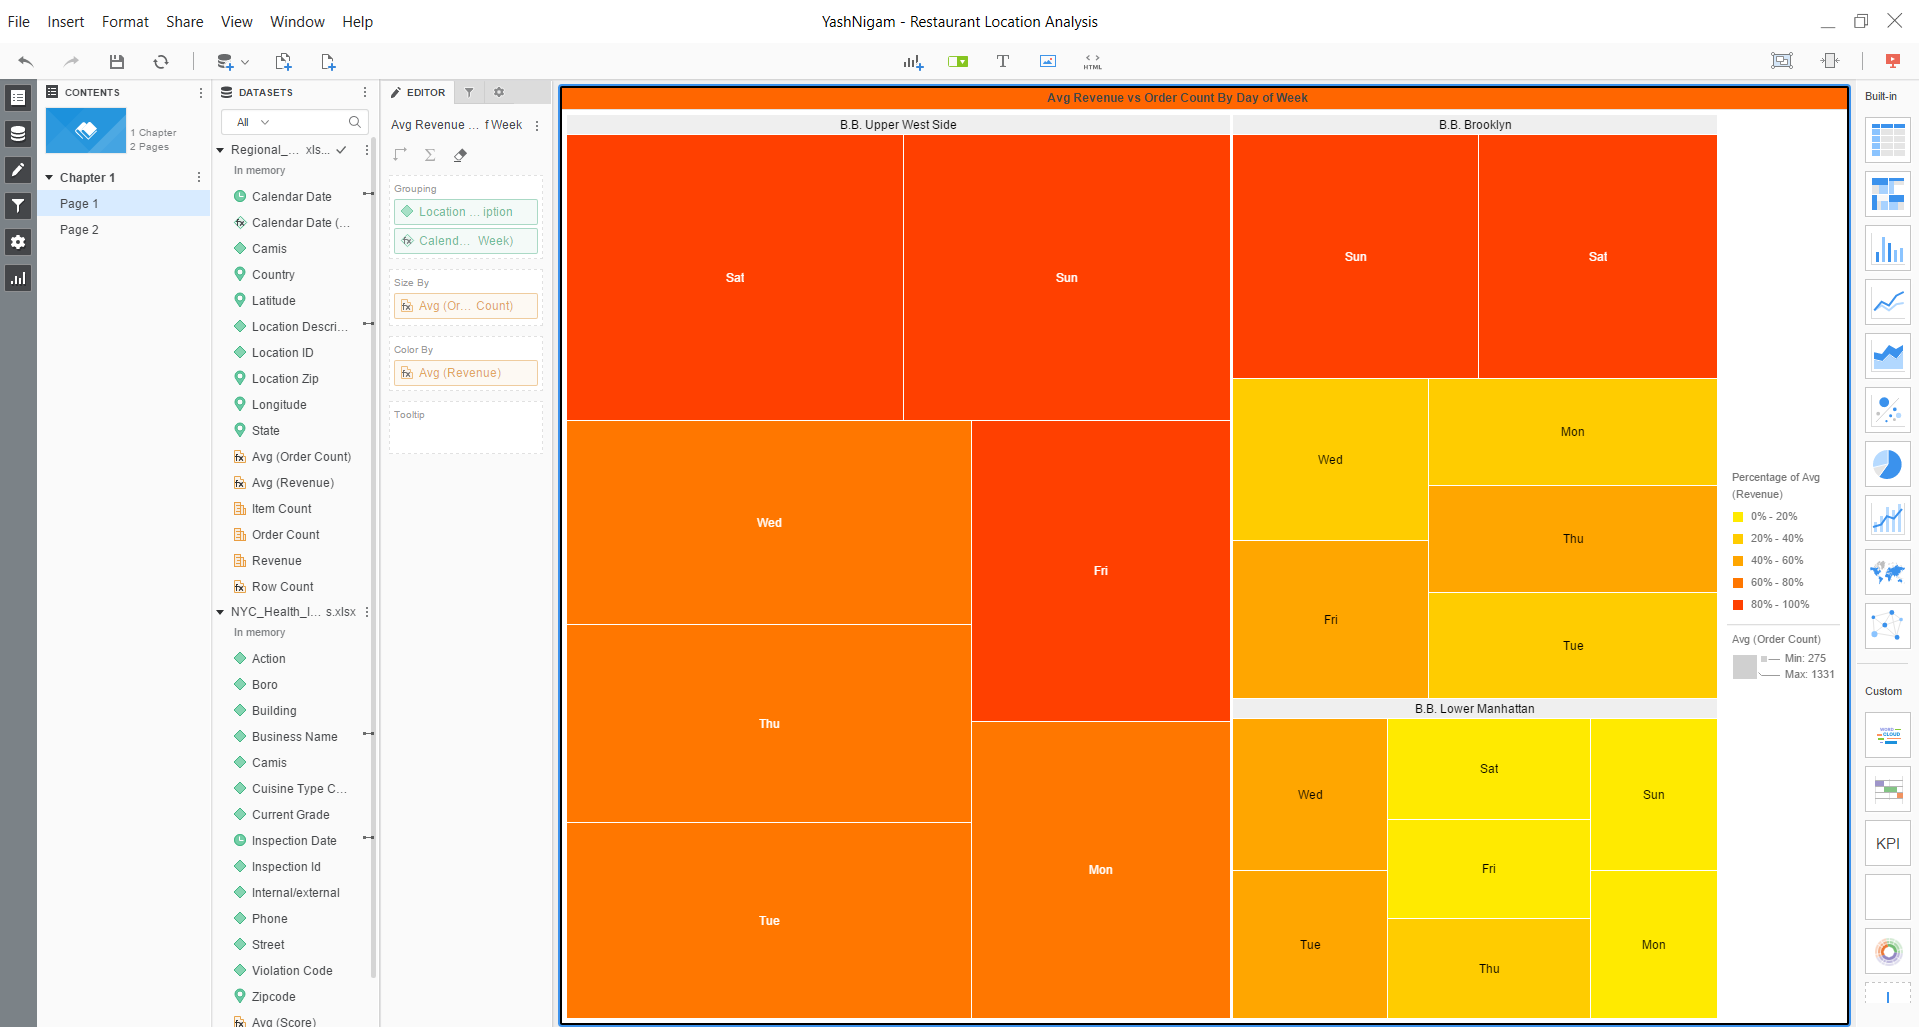 File Insert Format Share View Window Help
YashNigam - Restaurant Location Analysis
HTML
CONTENTS
1 Chapter
2 Pages
Chapter 1
Page 1
Page 2
DATASETS
All
Regional_... xls...
In memory
Calendar Date
Calendar Date (...
Camis
Country
Latitude
Location Descri...
Location ID
Location Zip
Longitude
State
Avg (Order Count)
Avg (Revenue)
Item Count
Order Count
Revenue
Row Count
NYC_Health_I... s.xlsx
In memory
Action
Boro
Building
Business Name
Camis
Cuisine Type C...
Current Grade
Inspection Date
Inspection Id
Internal/external
Phone
Street
Violation Code
Zipcode
Avg (Score)
EDITOR
Avg Revenue ... f Week
Grouping
Location ... iption
Calend... Week)
Size By
Avg (Or... Count)
Color By
Avg (Revenue)
Tooltip
Avg Revenue vs Order Count By Day of Week
B.B. Upper West Side
Sat
Sun
Wed
Fri
Thu
Mon
Tue
B.B. Brooklyn
Sun
Sat
Wed
Mon
Thu
Fri
Tue
B.B. Lower Manhattan
Wed
Sat
Sun
Fri
Tue
Thu
Mon
Percentage of Avg
(Revenue)
0% - 20%
20% - 40%
40% - 60%
60% - 80%
80% - 100%
Avg (Order Count)
Min: 275
Max: 1331
Built-in
Custom
WORD
CLOUD
KPI